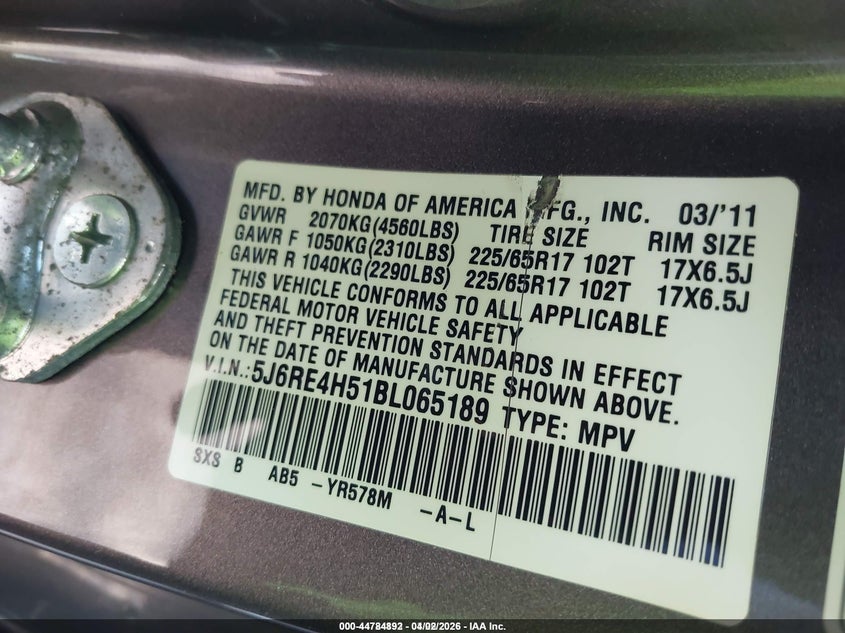 MFD. BY HONDA OF AMERICA FG., INC. 03/'11
GVWR 2070KG(4560LBS) TIRE SIZE RIM SIZE
GAWR F 1050KG(2310LBS) 225/65R17 102T 17X6.5J
GAWR R 1040KG(2290LBS) 225/65R17 102T 17X6.5J
THIS VEHICLE CONFORMS TO ALL APPLICABLE
FEDERAL MOTOR VEHICLE SAFETY
AND THEFT PREVENTION STANDARDS IN EFFECT
ON THE DATE OF MANUFACTURE SHOWN ABOVE.
V.I.N.:5J6RE4H51BL065189 TYPE: MPV
SXS B AB5 -YR578M -A-L
000-44784892 - 04/02/2026 - IAA Inc.